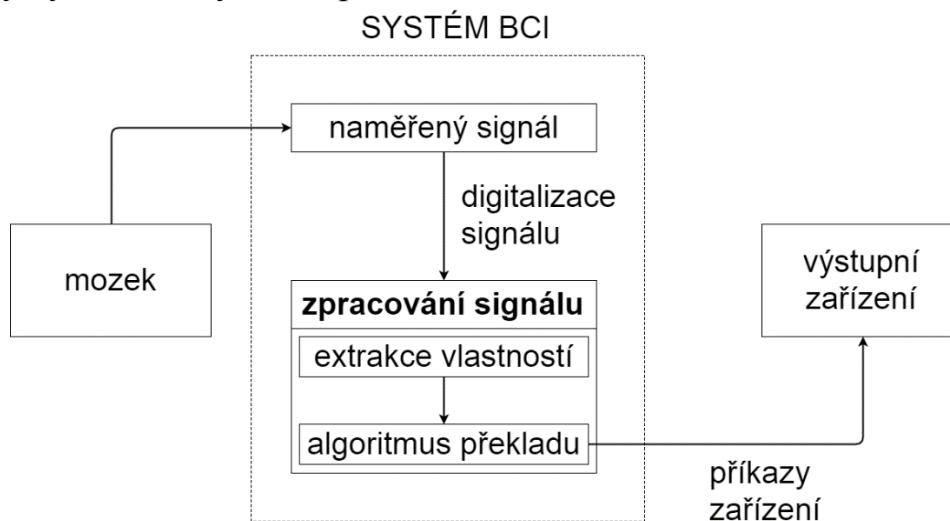 SYSTÉM BCI
naměřený signál
digitalizace
signálu
mozek
zpracování signálu
extrakce vlastností
algoritmus překladu
výstupní
zařízení
příkazy
zařízení